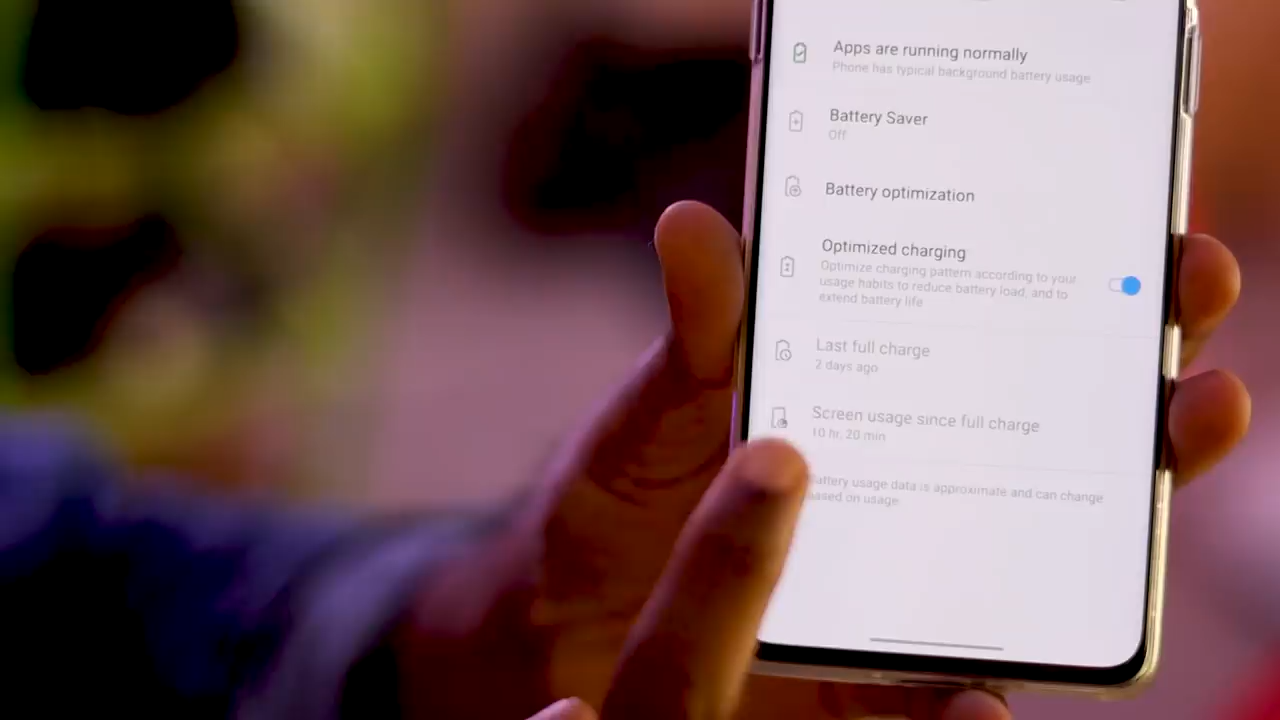 Apps are running normally
Phone has typical background battery usage
Battery Saver
Off
Battery optimization
Optimized charging
Optimize charging pattern according to your
usage habits to reduce battery load, and to
extend battery life
Last full charge
2 days ago
Screen usage since full charge
10 hr, 20 min
Battery usage data is approximate and can change
based on usage